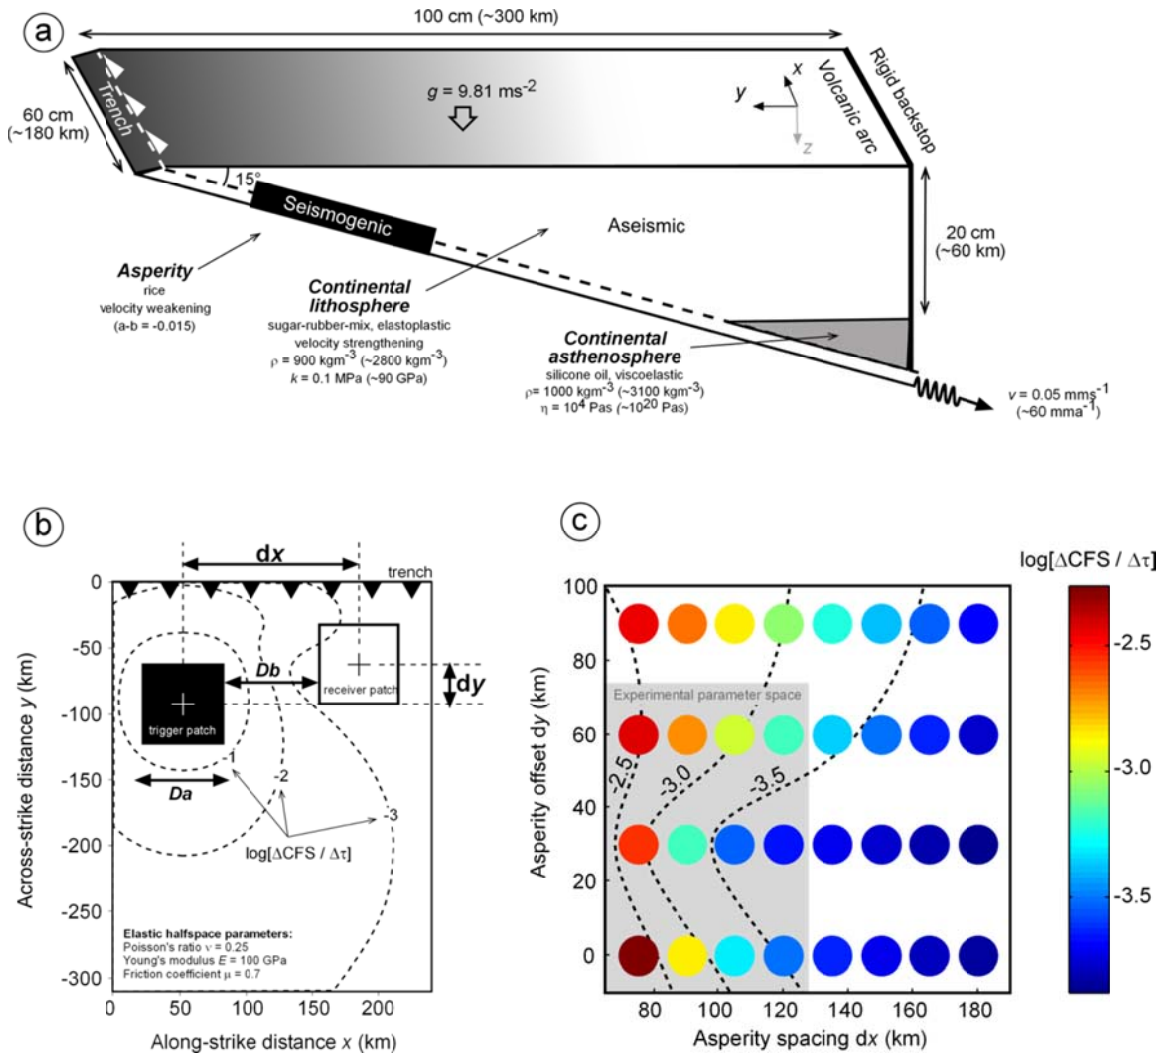 a
100 cm (~300 km)
60 cm
(~180 km)
Trench
g = 9.81 ms-2
x
y
z
Volcanic arc
Rigid backstop
15°
Seismogenic
Aseismic
20 cm
(~60 km)
Asperity
rice
velocity weakening
(a-b = -0.015)
Continental
lithosphere
sugar-rubber-mix, elastoplastic
velocity strengthening
ρ = 900 kgm-3 (~2800 kgm-3)
k = 0.1 MPa (~90 GPa)
Continental
asthenosphere
silicone oil, viscoelastic
ρ= 1000 kgm-3 (~3100 kgm-3)
η = 10^4 Pas (~10^20 Pas)
v = 0.05 mms-1
(~60 mma-1)
b
dx
trench
0
-50
-100
-150
-200
-250
-300
Across-strike distance y (km)
Db
receiver patch
dy
trigger patch
Da
-1
-2
-3
log[ΔCFS / Δτ]
Elastic halfspace parameters:
Poisson's ratio ν = 0.25
Young's modulus E = 100 GPa
Friction coefficient μ = 0.7
0 50 100 150 200
Along-strike distance x (km)
c
log[ΔCFS / Δτ]
100
80
60
40
20
0
Asperity offset dy (km)
Experimental parameter space
-2.5
-3.0
-3.5
80 100 120 140 160 180
Asperity spacing dx (km)
-2.5
-3.0
-3.5